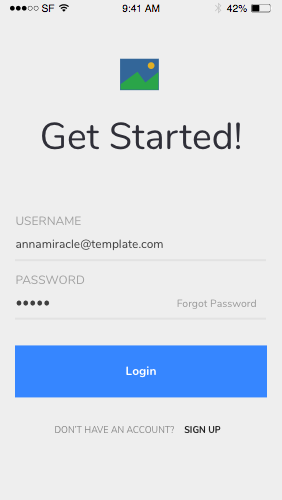 SF 9:41 AM 42%
Get Started!
USERNAME
annamiracle@template.com
PASSWORD
●●●●● Forgot Password
Login
DON'T HAVE AN ACCOUNT? SIGN UP